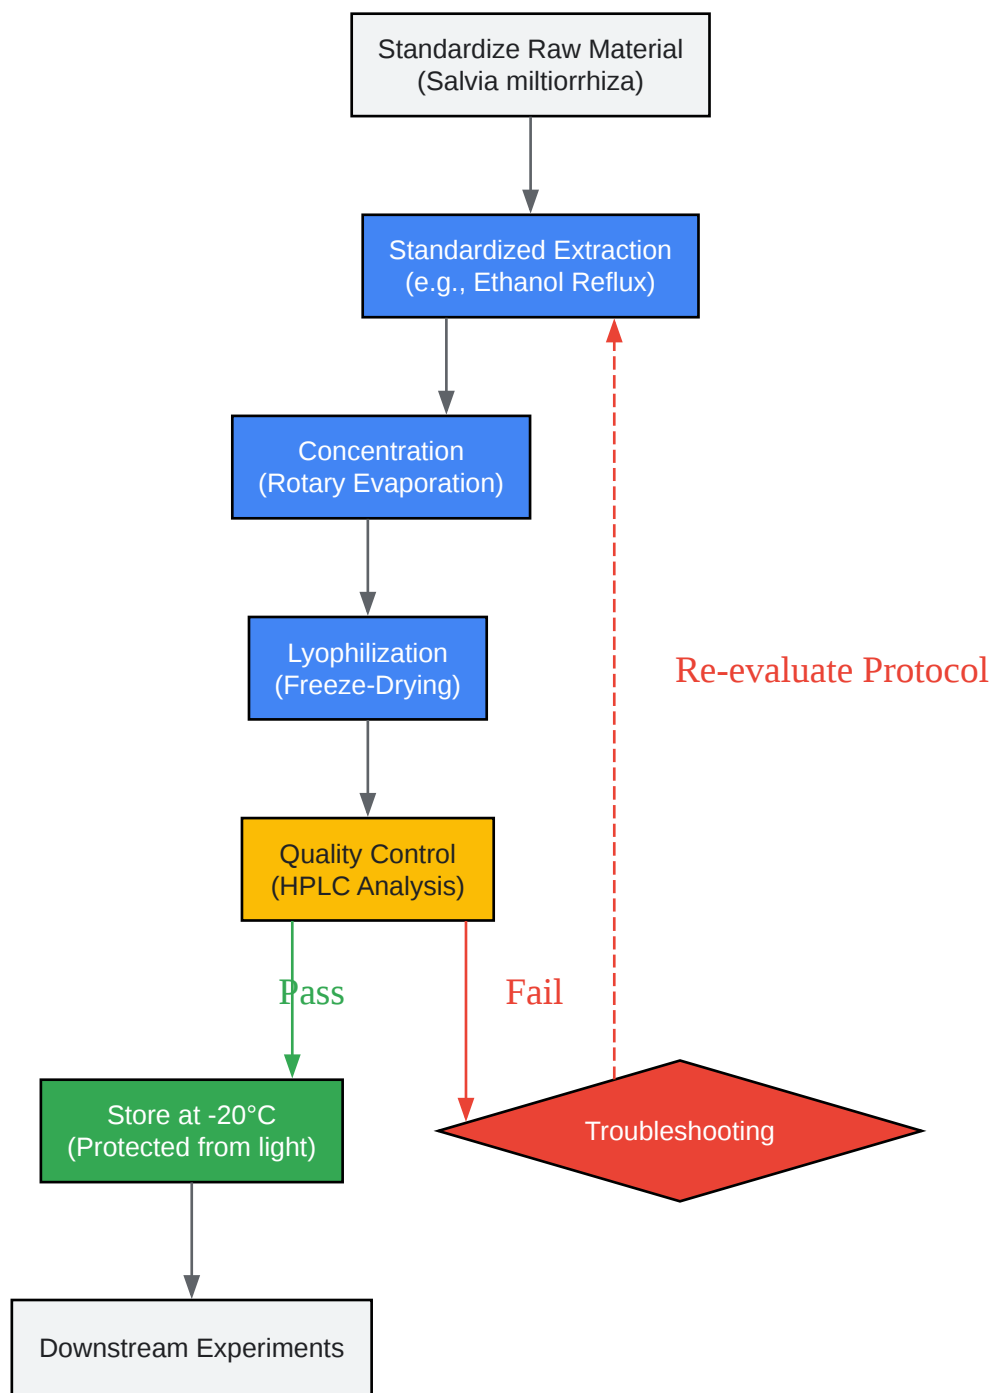 Standardize Raw Material
(Salvia miltiorrhiza)
Standardized Extraction
(e.g., Ethanol Reflux)
Concentration
(Rotary Evaporation)
Lyophilization
(Freeze-Drying)
Re-evaluate Protocol
Quality Control
(HPLC Analysis)
Pass
Fail
Store at -20°C
(Protected from light)
Troubleshooting
Downstream Experiments